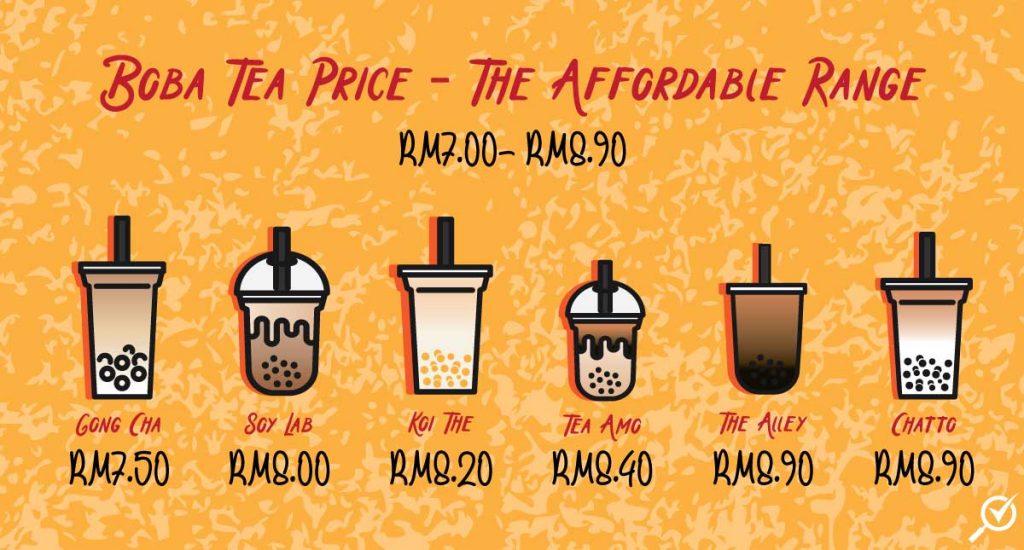 Boba Tea Price - The Affordable Range
RM7.00- RM8.90
Gong Cha Soy Lab Koi The Tea Amo The Alley Chatto
RM7.50 RM8.00 RM8.20 RM8.40 RM8.90 RM8.90